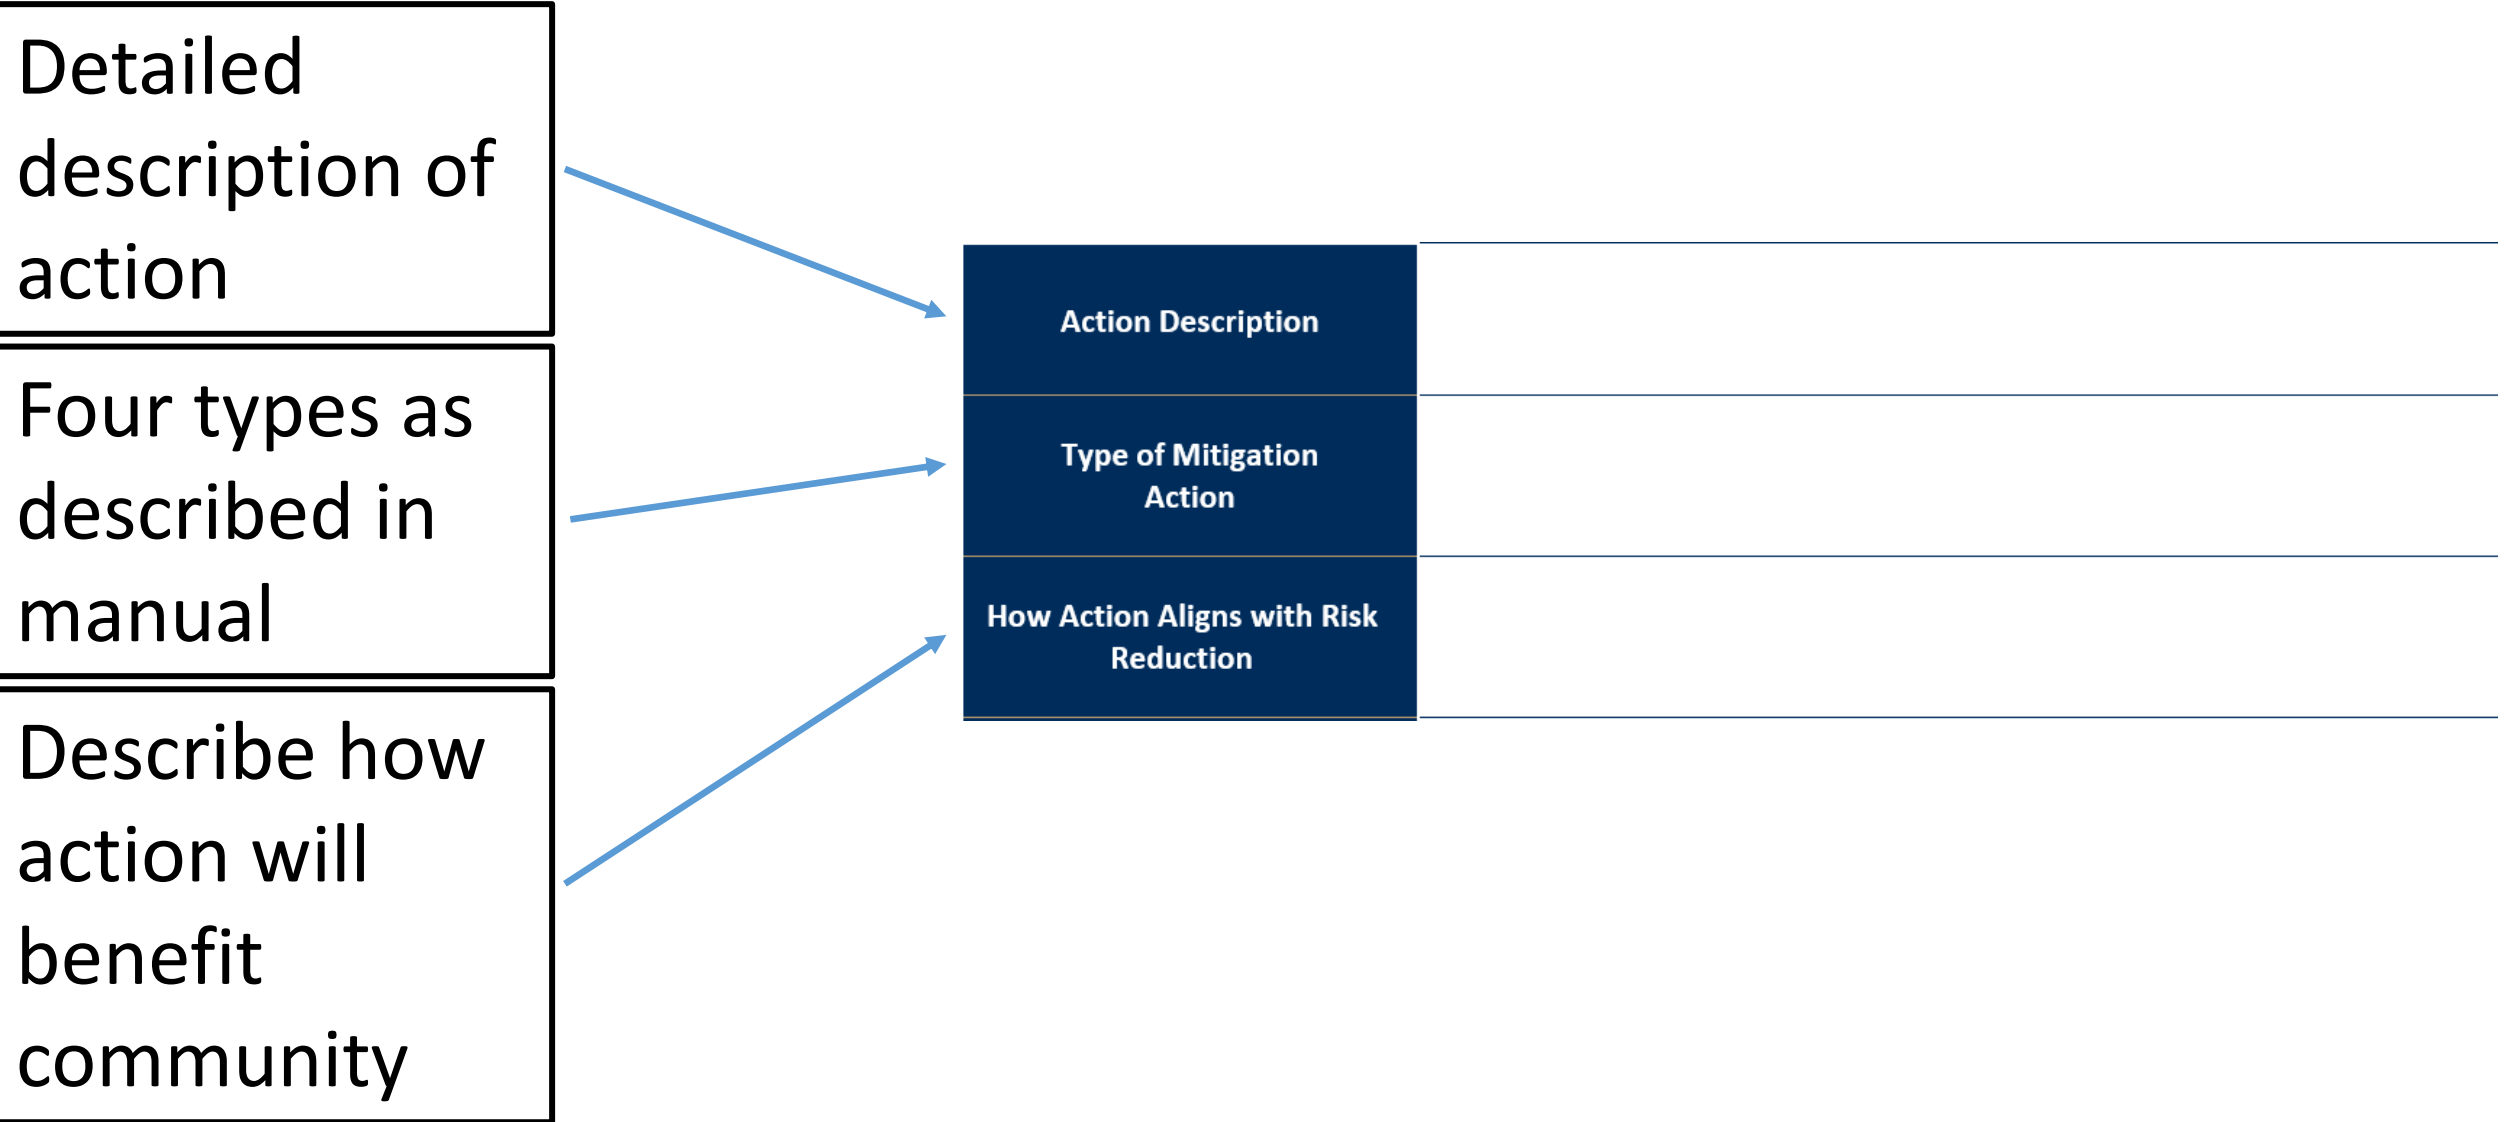 Detailed
description of
action
Four types as
described in
manual
Describe how
action will
benefit
community
Action Description
Type of Mitigation
Action
How Action Aligns with Risk
Reduction